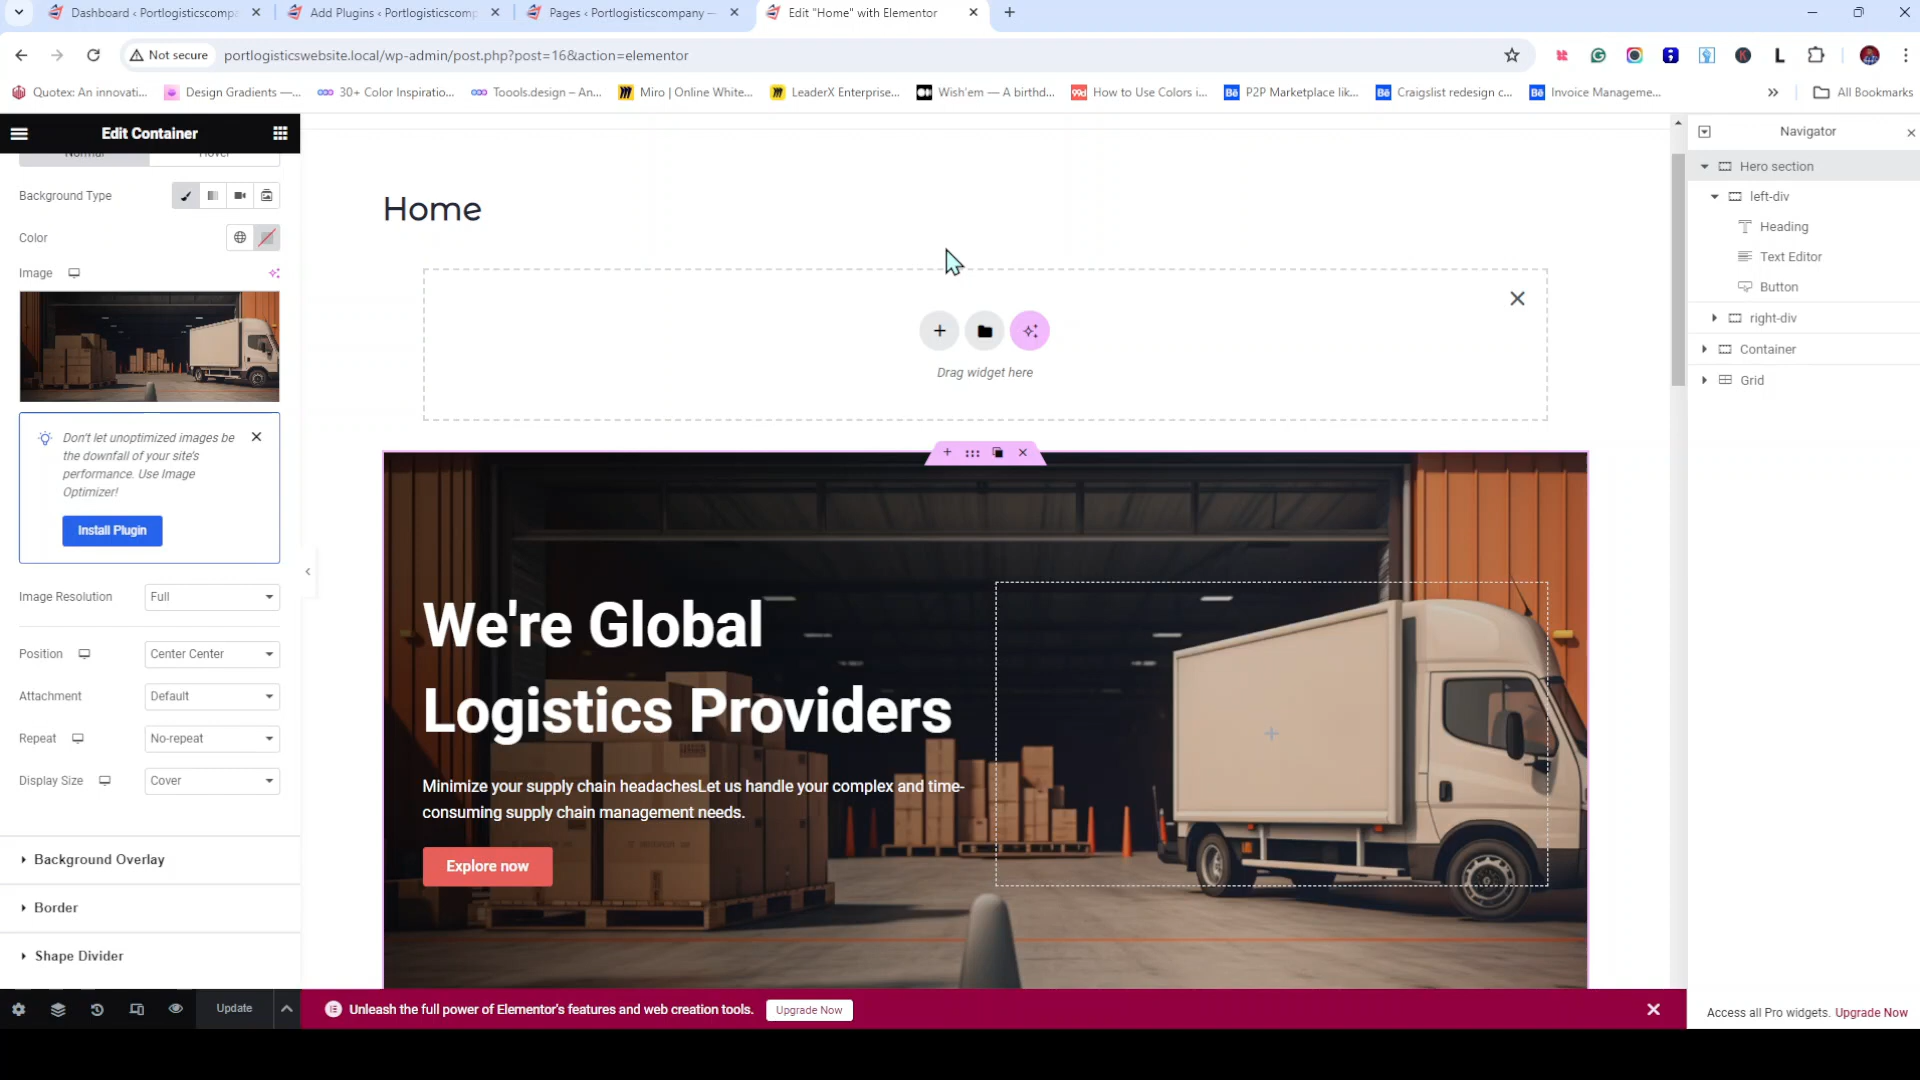 Dashboard ‹ Portlogisticscompa
Add Plugins ‹ Portlogisticscomp
Pages ‹ Portlogisticscompany —
Edit "Home" with Elementor
Not secure
portlogisticswebsite.local/wp-admin/post.php?post=16&action=elementor
Quotex: An innovati...
Design Gradients —...
30+ Color Inspiratio...
Toools.design – An...
Miro | Online White...
LeaderX Enterprise...
Wish'em — A birthd...
How to Use Colors i...
P2P Marketplace lik...
Craigslist redesign c...
Invoice Manageme...
All Bookmarks
Edit Container
Normal
Hover
Background Type
Color
Image
Don't let unoptimized images be
the downfall of your site's
performance. Use Image
Optimizer!
Install Plugin
Image Resolution
Full
Position
Center Center
Attachment
Default
Repeat
No-repeat
Display Size
Cover
Background Overlay
Border
Shape Divider
Update
Home
Drag widget here
We're Global
Logistics Providers
Minimize your supply chain headachesLet us handle your complex and time-
consuming supply chain management needs.
Explore now
Unleash the full power of Elementor's features and web creation tools.
Upgrade Now
Navigator
Hero section
left-div
Heading
Text Editor
Button
right-div
Container
Grid
Access all Pro widgets. Upgrade Now